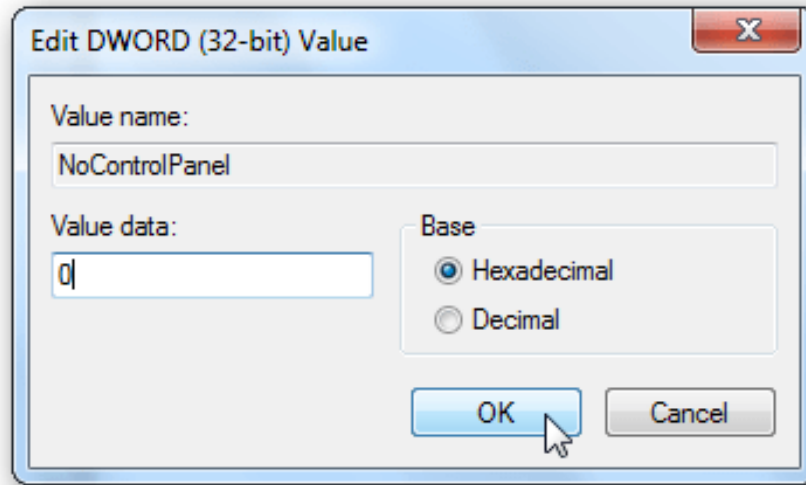 Edit DWORD (32-bit) Value
Value name:
NoControlPanel
Value data:
0
Base
Hexadecimal
Decimal
OK
Cancel